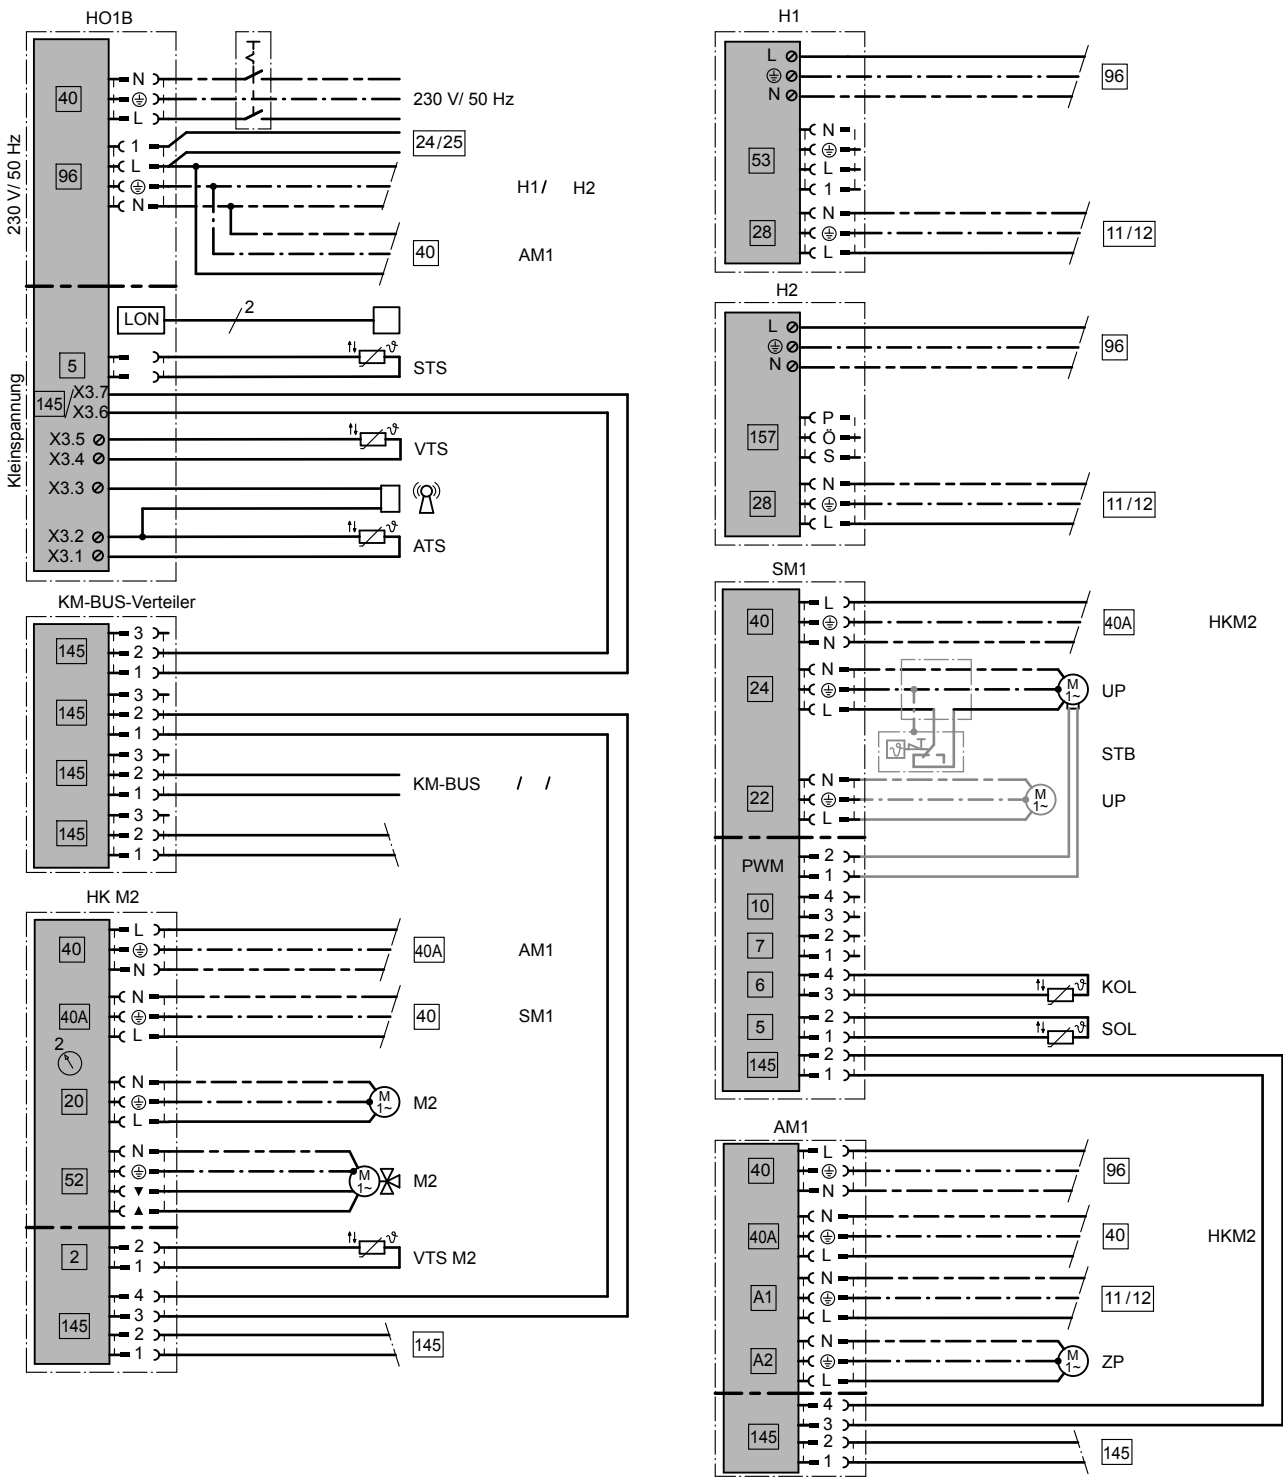 HO1B
230 V/ 50 Hz
Kleinspannung
40
N
L
230 V/ 50 Hz
96
1
L
N
24/25
H1/ H2
40 AM1
LON
2
5
STS
145 / X3.7
X3.6
X3.5
X3.4
VTS
X3.3
X3.2
X3.1
ATS
KM-BUS-Verteiler
145
3
2
1
145
3
2
1
145
3
2
1
KM-BUS / /
145
3
2
1
HK M2
40
L
N
40A AM1
40A
N
L
40 SM1
2
20
N
L
M
1~
M2
52
N
▼
▲
M
1~
M2
2
2
1
VTS M2
145
4
3
2
1
145
H1
L
N
96
53
N
L
1
28
N
L
11/12
H2
L
N
96
157
P
Ö
S
28
N
L
11/12
SM1
40
L
N
40A HKM2
24
N
L
M
1~
UP
STB
22
N
L
M
1~
UP
PWM
2
1
10
4
3
7
2
1
6
4
3
KOL
5
2
1
SOL
145
2
1
AM1
40
L
N
96
40A
N
L
40 HKM2
A1
N
L
11/12
A2
N
L
M
1~
ZP
145
4
3
2
1
145